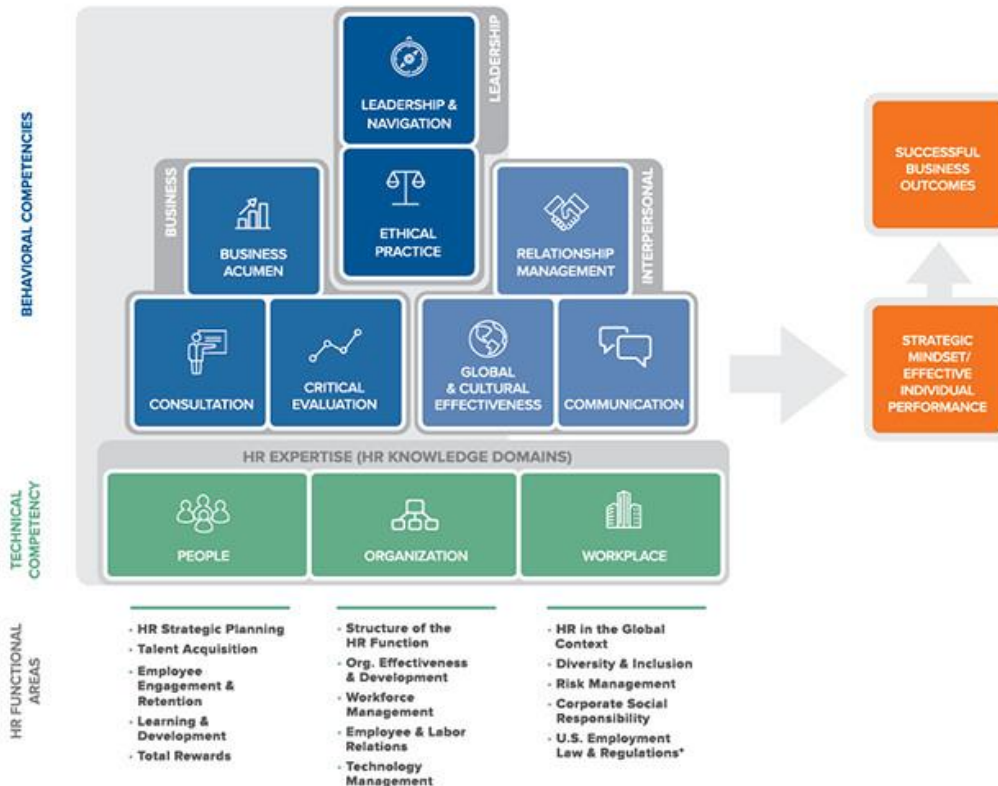 BEHAVIORAL COMPETENCIES
LEADERSHIP
LEADERSHIP &
NAVIGATION
ETHICAL
PRACTICE
BUSINESS
BUSINESS
ACUMEN
CONSULTATION
CRITICAL
EVALUATION
INTERPERSONAL
RELATIONSHIP
MANAGEMENT
GLOBAL
& CULTURAL
EFFECTIVENESS
COMMUNICATION
SUCCESSFUL
BUSINESS
OUTCOMES
STRATEGIC
MINDSET/
EFFECTIVE
INDIVIDUAL
PERFORMANCE
TECHNICAL
COMPETENCY
HR EXPERTISE (HR KNOWLEDGE DOMAINS)
PEOPLE
ORGANIZATION
WORKPLACE
HR FUNCTIONAL
AREAS
• HR Strategic Planning
• Talent Acquisition
• Employee
Engagement &
Retention
• Learning &
Development
• Total Rewards
• Structure of the
HR Function
• Org. Effectiveness
& Development
• Workforce
Management
• Employee & Labor
Relations
• Technology
Management
• HR in the Global
Context
• Diversity & Inclusion
• Risk Management
• Corporate Social
Responsibility
• U.S. Employment
Law & Regulations*